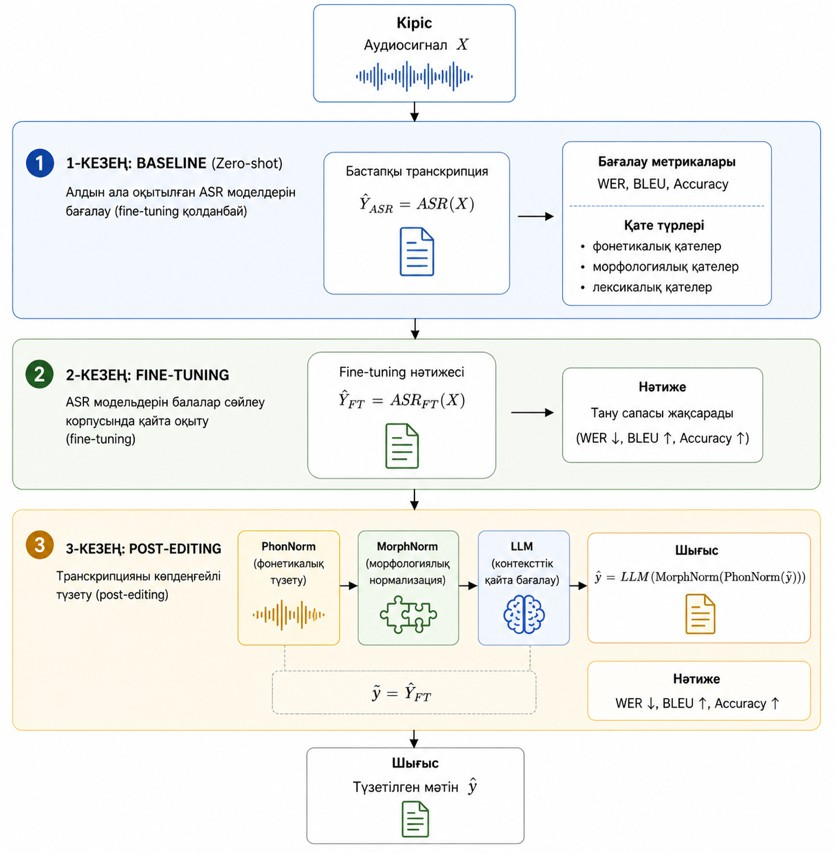 Кіріс
Аудиосигнал X
1
1-КЕЗЕҢ: BASELINE (Zero-shot)
Алдын ала оқытылған ASR моделдерін
бағалау (fine-tuning қолданбай)
Бастапқы транскрипция
Ŷ_ASR = ASR(X)
Бағалау метрикалары
WER, BLEU, Accuracy
Қате түрлері
• фонетикалық қателер
• морфологиялық қателер
• лексикалық қателер
2
2-КЕЗЕҢ: FINE-TUNING
ASR модельдерін балалар сөйлеу
корпусында қайта оқыту
(fine-tuning)
Fine-tuning нәтижесі
Ŷ_FT = ASR_FT(X)
Нәтиже
Тану сапасы жақсарады
(WER ↓, BLEU ↑, Accuracy ↑)
3
3-КЕЗЕҢ: POST-EDITING
Транскрипцияны көпдеңгейлі
түзету (post-editing)
PhonNorm
(фонетикалық
түзету)
MorphNorm
(морфологиялық
нормализация)
LLM
(контексттік
қайта бағалау)
Шығыс
ŷ = LLM(MorphNorm(PhonNorm(ỹ)))
ỹ = Ŷ_FT
Нәтиже
WER ↓, BLEU ↑, Accuracy ↑
Шығыс
Түзетілген мәтін ŷ